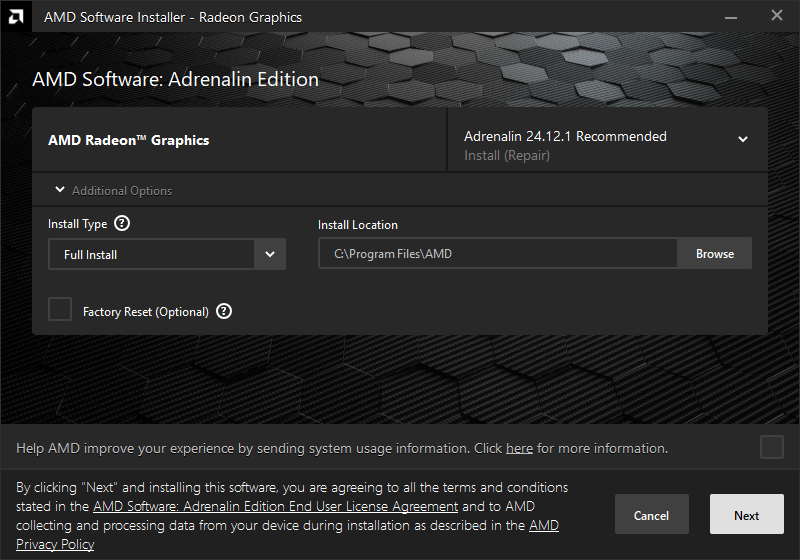 AMD Software Installer - Radeon Graphics
AMD Software: Adrenalin Edition
AMD Radeon™ Graphics
Adrenalin 24.12.1 Recommended
Install (Repair)
Additional Options
Install Type ?
Install Location
Full Install
C:\Program Files\AMD
Browse
Factory Reset (Optional) ?
Help AMD improve your experience by sending system usage information. Click here for more information.
By clicking "Next" and installing this software, you are agreeing to all the terms and conditions
stated in the AMD Software: Adrenalin Edition End User License Agreement and to AMD
collecting and processing data from your device during installation as described in the AMD
Privacy Policy
Cancel
Next